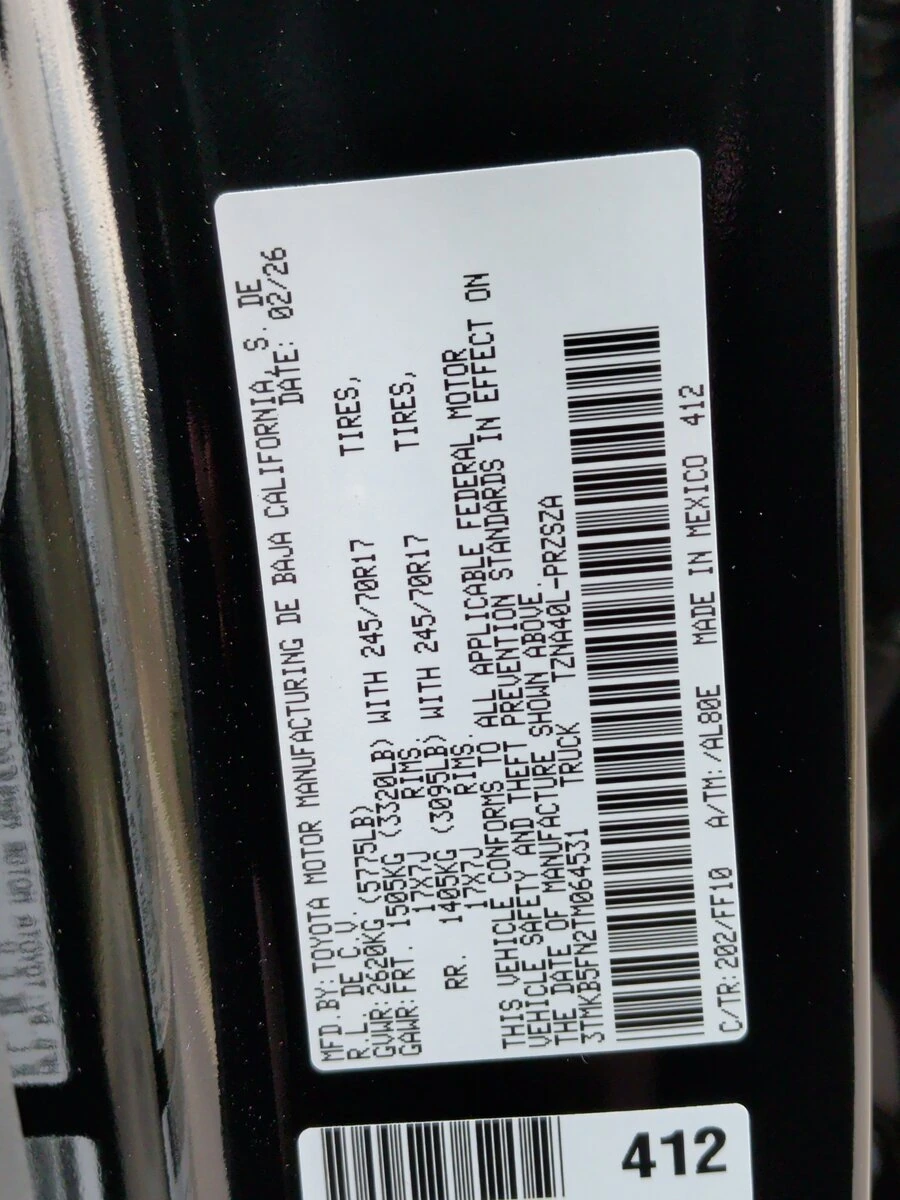 MFD.BY:TOYOTA MOTOR MANUFACTURING DE BAJA CALIFORNIA,S. DE
R.L. DE C.V. DATE: 02/26
GVWR:2620KG (5775LB)
GAWR:FRT. 1505KG (3320LB) WITH 245/70R17 TIRES,
17X7J RIMS:
RR. 1405KG (3095LB) WITH 245/70R17 TIRES,
17X7J RIMS.
THIS VEHICLE CONFORMS TO ALL APPLICABLE FEDERAL MOTOR
VEHICLE SAFETY AND THEFT PREVENTION STANDARDS IN EFFECT ON
THE DATE OF MANUFACTURE SHOWN ABOVE.
3TMKB5FN2TM064531 TRUCK TZNA40L-PRZSZA
C/TR:202/FF10 A/TM:/AL80E MADE IN MEXICO 412
412